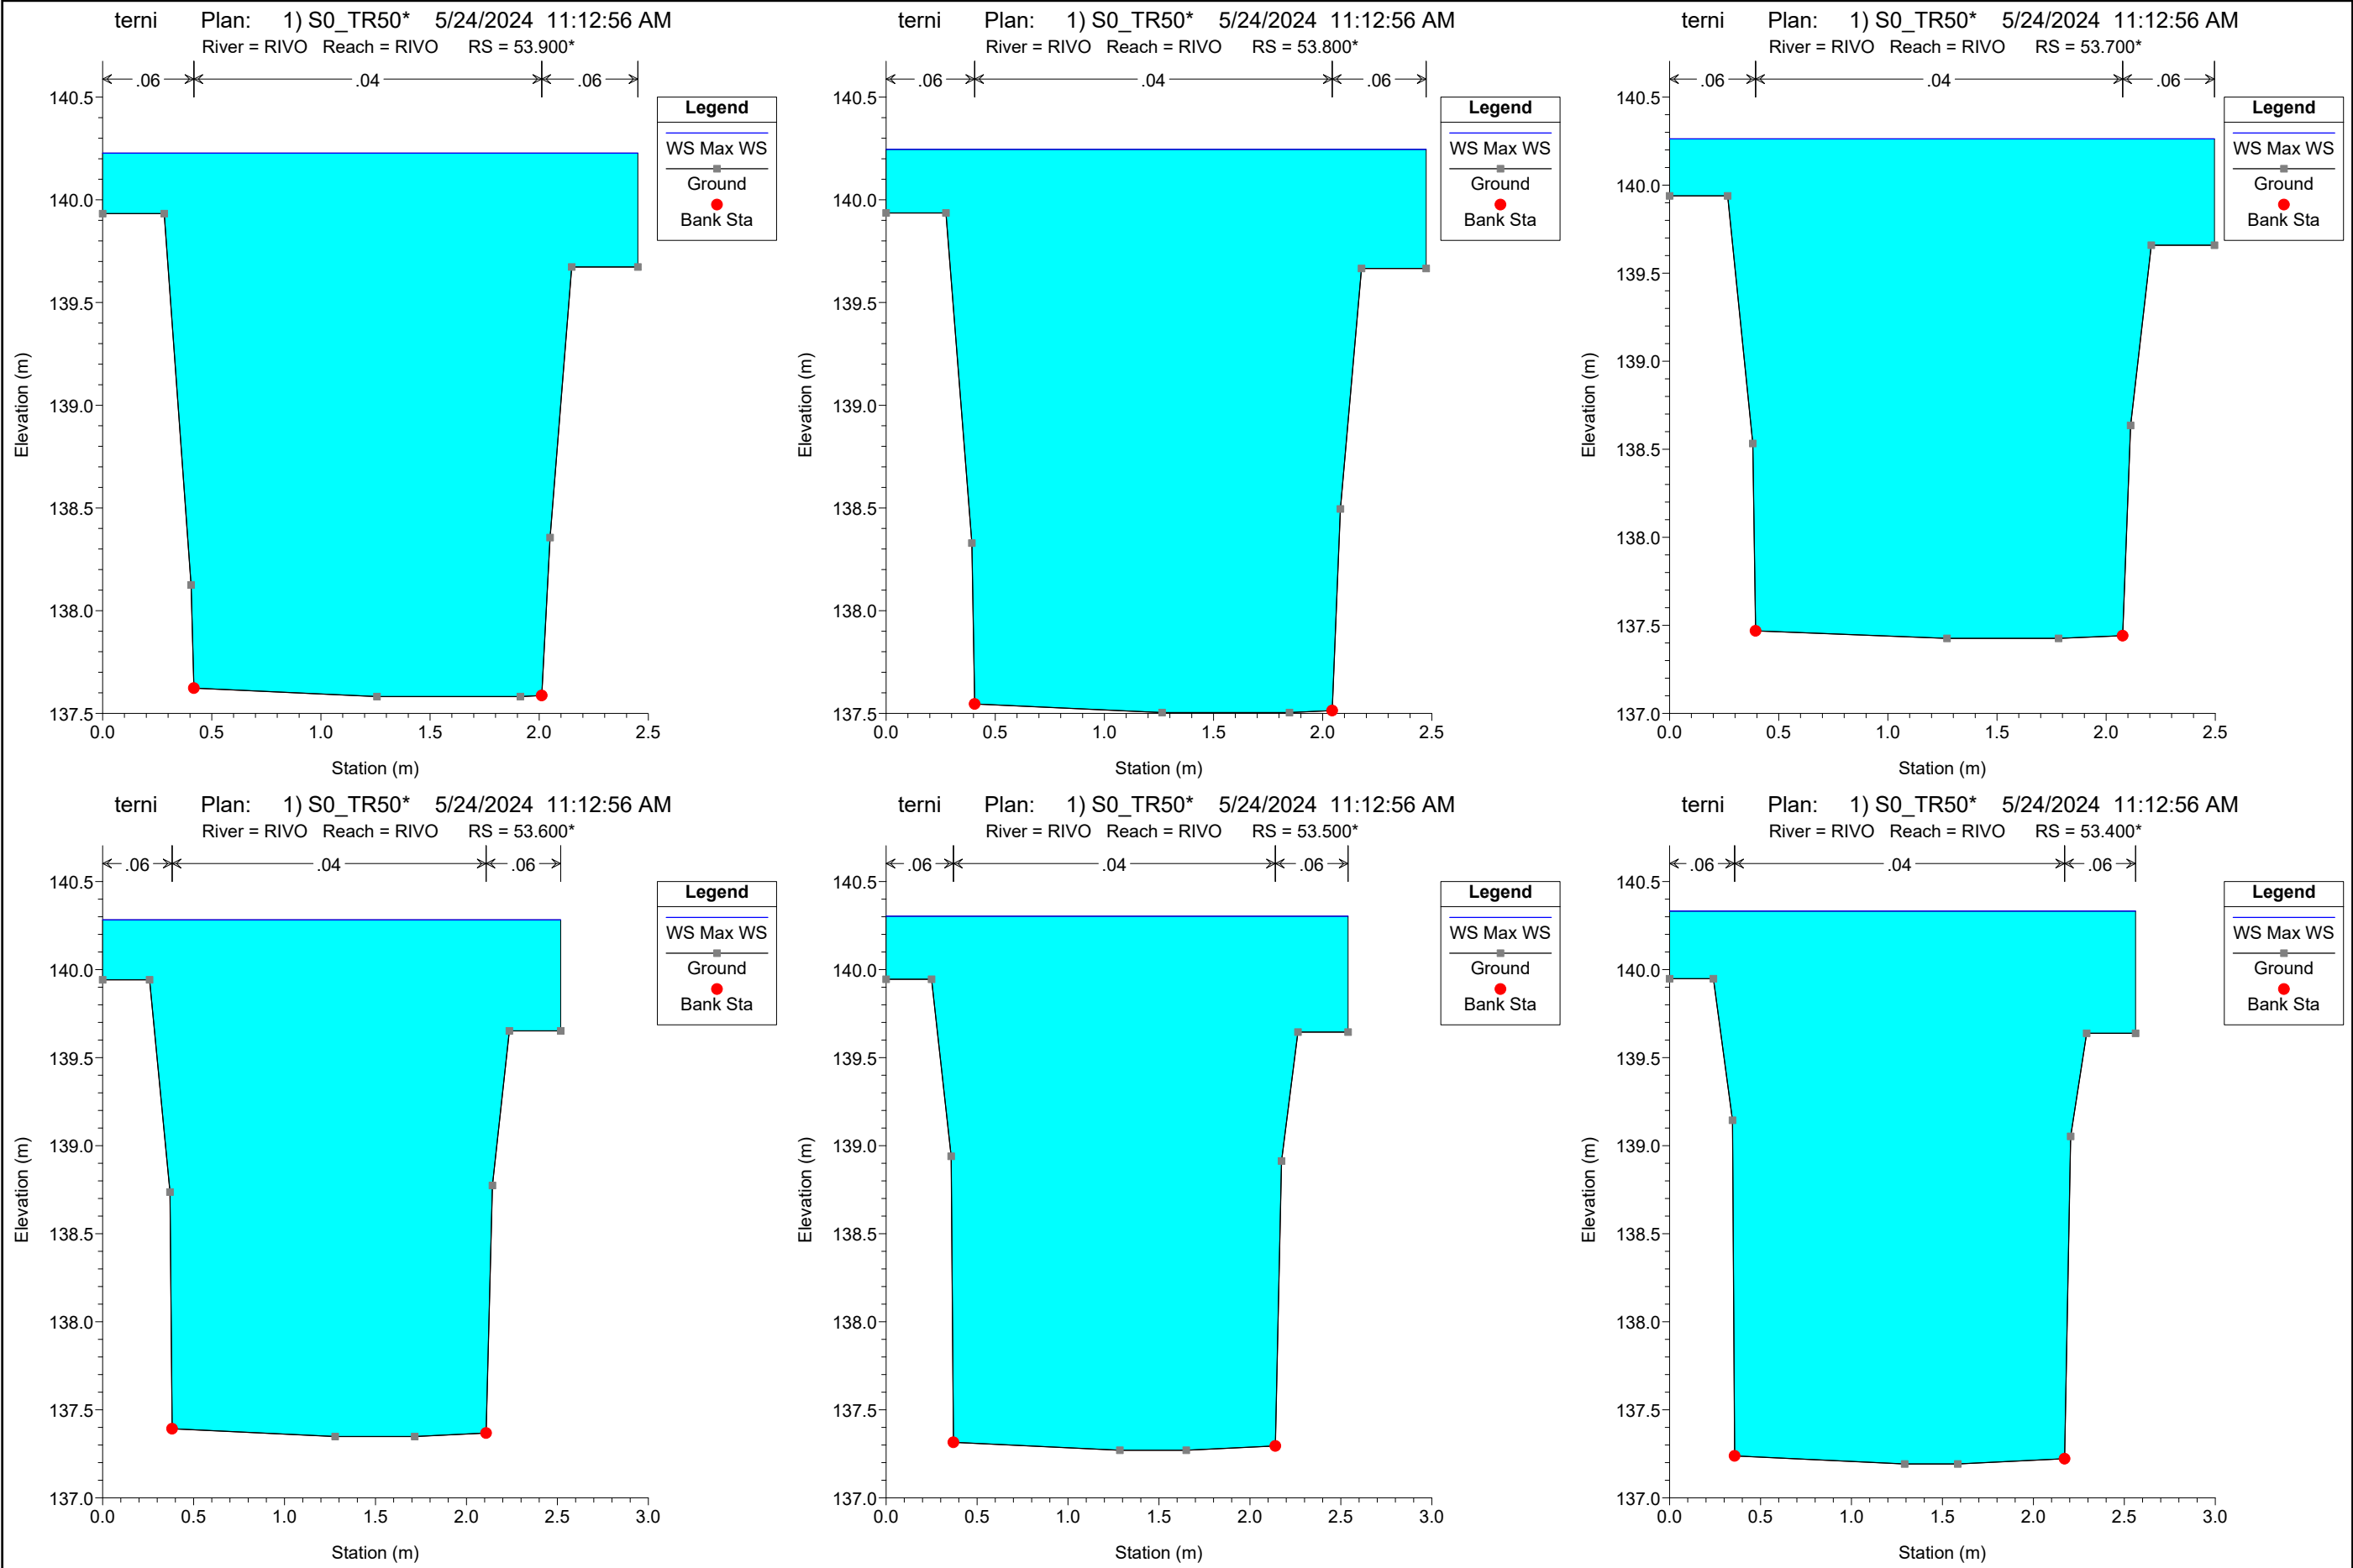 terni Plan: 1) S0_TR50* 5/24/2024 11:12:56 AM
River = RIVO Reach = RIVO RS = 53.900*
.06 .04 .06
Legend
WS Max WS
Ground
Bank Sta
140.5
140.0
139.5
139.0
138.5
138.0
137.5
Elevation (m)
0.0 0.5 1.0 1.5 2.0 2.5
Station (m)
terni Plan: 1) S0_TR50* 5/24/2024 11:12:56 AM
River = RIVO Reach = RIVO RS = 53.800*
.06 .04 .06
Legend
WS Max WS
Ground
Bank Sta
140.5
140.0
139.5
139.0
138.5
138.0
137.5
Elevation (m)
0.0 0.5 1.0 1.5 2.0 2.5
Station (m)
terni Plan: 1) S0_TR50* 5/24/2024 11:12:56 AM
River = RIVO Reach = RIVO RS = 53.700*
.06 .04 .06
Legend
WS Max WS
Ground
Bank Sta
140.5
140.0
139.5
139.0
138.5
138.0
137.5
137.0
Elevation (m)
0.0 0.5 1.0 1.5 2.0 2.5
Station (m)
terni Plan: 1) S0_TR50* 5/24/2024 11:12:56 AM
River = RIVO Reach = RIVO RS = 53.600*
.06 .04 .06
Legend
WS Max WS
Ground
Bank Sta
140.5
140.0
139.5
139.0
138.5
138.0
137.5
137.0
Elevation (m)
0.0 0.5 1.0 1.5 2.0 2.5 3.0
Station (m)
terni Plan: 1) S0_TR50* 5/24/2024 11:12:56 AM
River = RIVO Reach = RIVO RS = 53.500*
.06 .04 .06
Legend
WS Max WS
Ground
Bank Sta
140.5
140.0
139.5
139.0
138.5
138.0
137.5
137.0
Elevation (m)
0.0 0.5 1.0 1.5 2.0 2.5 3.0
Station (m)
terni Plan: 1) S0_TR50* 5/24/2024 11:12:56 AM
River = RIVO Reach = RIVO RS = 53.400*
.06 .04 .06
Legend
WS Max WS
Ground
Bank Sta
140.5
140.0
139.5
139.0
138.5
138.0
137.5
137.0
Elevation (m)
0.0 0.5 1.0 1.5 2.0 2.5 3.0
Station (m)